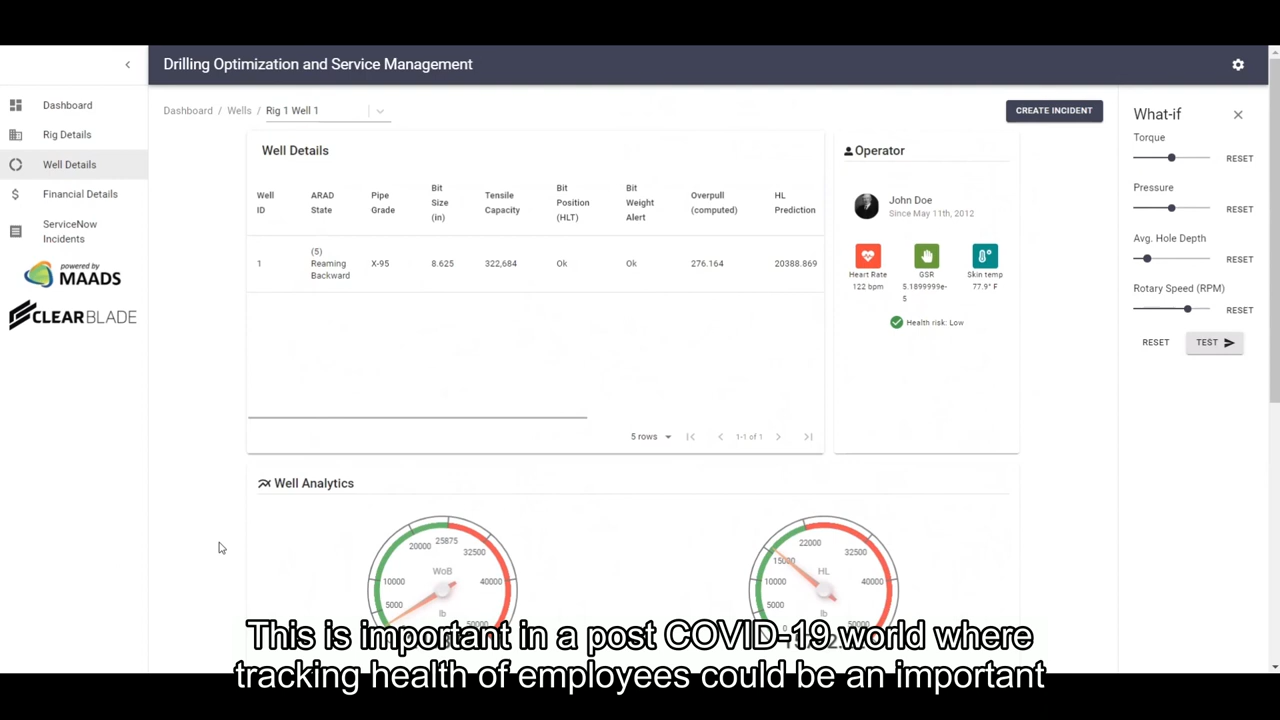 Drilling Optimization and Service Management
Dashboard
Rig Details
Well Details
Financial Details
ServiceNow
Incidents
powered by
MAADS
CLEARBLADE
Dashboard / Wells / Rig 1 Well 1
CREATE INCIDENT
Well Details
Well ID
ARAD State
Pipe Grade
Bit Size (in)
Tensile Capacity
Bit Position (HLT)
Bit Weight Alert
Overpull (computed)
HL Prediction
1
(5) Reaming Backward
X-95
8.625
322,684
Ok
Ok
276.164
20388.869
5 rows
1-1 of 1
Operator
John Doe
Since May 11th, 2012
Heart Rate
122 bpm
GSR
5.1899999e-
5
Skin temp
77.9° F
Health risk: Low
What-if
Torque
RESET
Pressure
RESET
Avg. Hole Depth
RESET
Rotary Speed (RPM)
RESET
RESET
TEST
Well Analytics
5000
10000
20000
25875
32500
40000
WoB
lb
5000
10000
15000
22000
32500
40000
HL
lb
This is important in a post COVID-19 world where
tracking health of employees could be an important